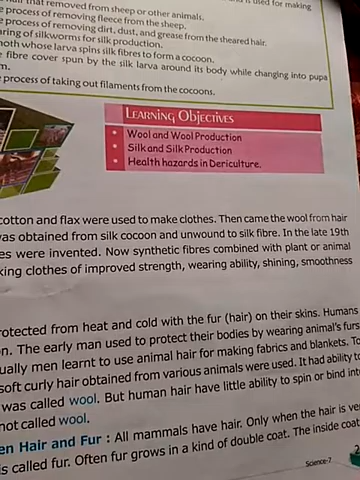 that removed from sheep or other animals.
is used for making
e process of removing fleece from the sheep.
e process of removing dirt, dust, and grease from the sheared hair.
aring of silkworms for silk production.
moth whose larva spins silk fibres to form a cocoon.
e fibre cover spun by the silk larva around its body while changing into pupa
m.
e process of taking out filaments from the cocoons.
LEARNING OBJECTIVES
• Wool and Wool Production
• Silk and Silk Production
• Health hazards in Dericulture.
cotton and flax were used to make clothes. Then came the wool from hair
as obtained from silk cocoon and unwound to silk fibre. In the late 19th
es were invented. Now synthetic fibres combined with plant or animal
king clothes of improved strength, wearing ability, shining, smoothness
rotected from heat and cold with the fur (hair) on their skins. Humans
n. The early man used to protect their bodies by wearing animal's furs
ually men learnt to use animal hair for making fabrics and blankets. To
soft curly hair obtained from various animals were used. It had ability to
was called wool. But human hair have little ability to spin or bind int
not called wool.
en Hair and Fur : All mammals have hair. Only when the hair is ver
is called fur. Often fur grows in a kind of double coat. The inside coat
Science-7
2